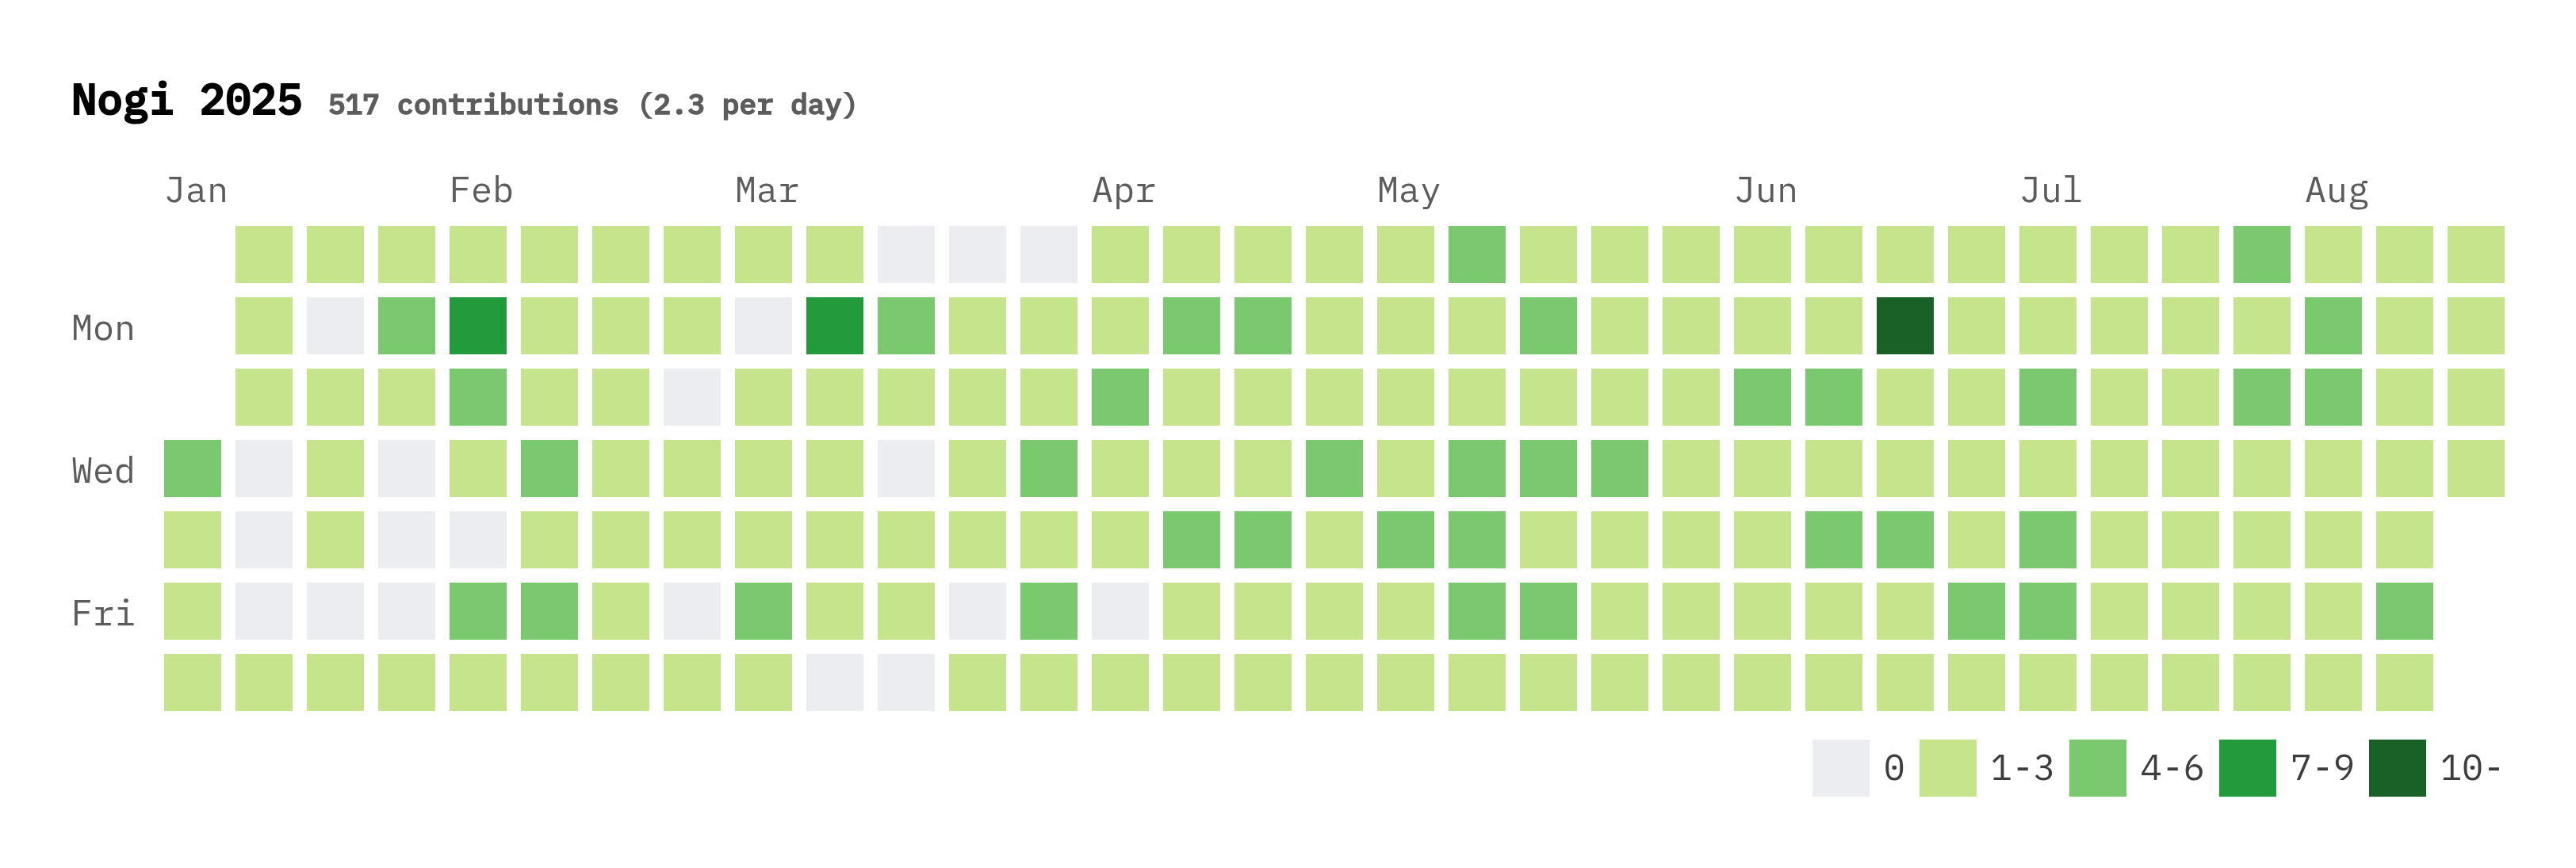 Nogi 2025 517 contributions (2.3 per day)
Jan Feb Mar Apr May Jun Jul Aug
Mon
Wed
Fri
0 1-3 4-6 7-9 10-